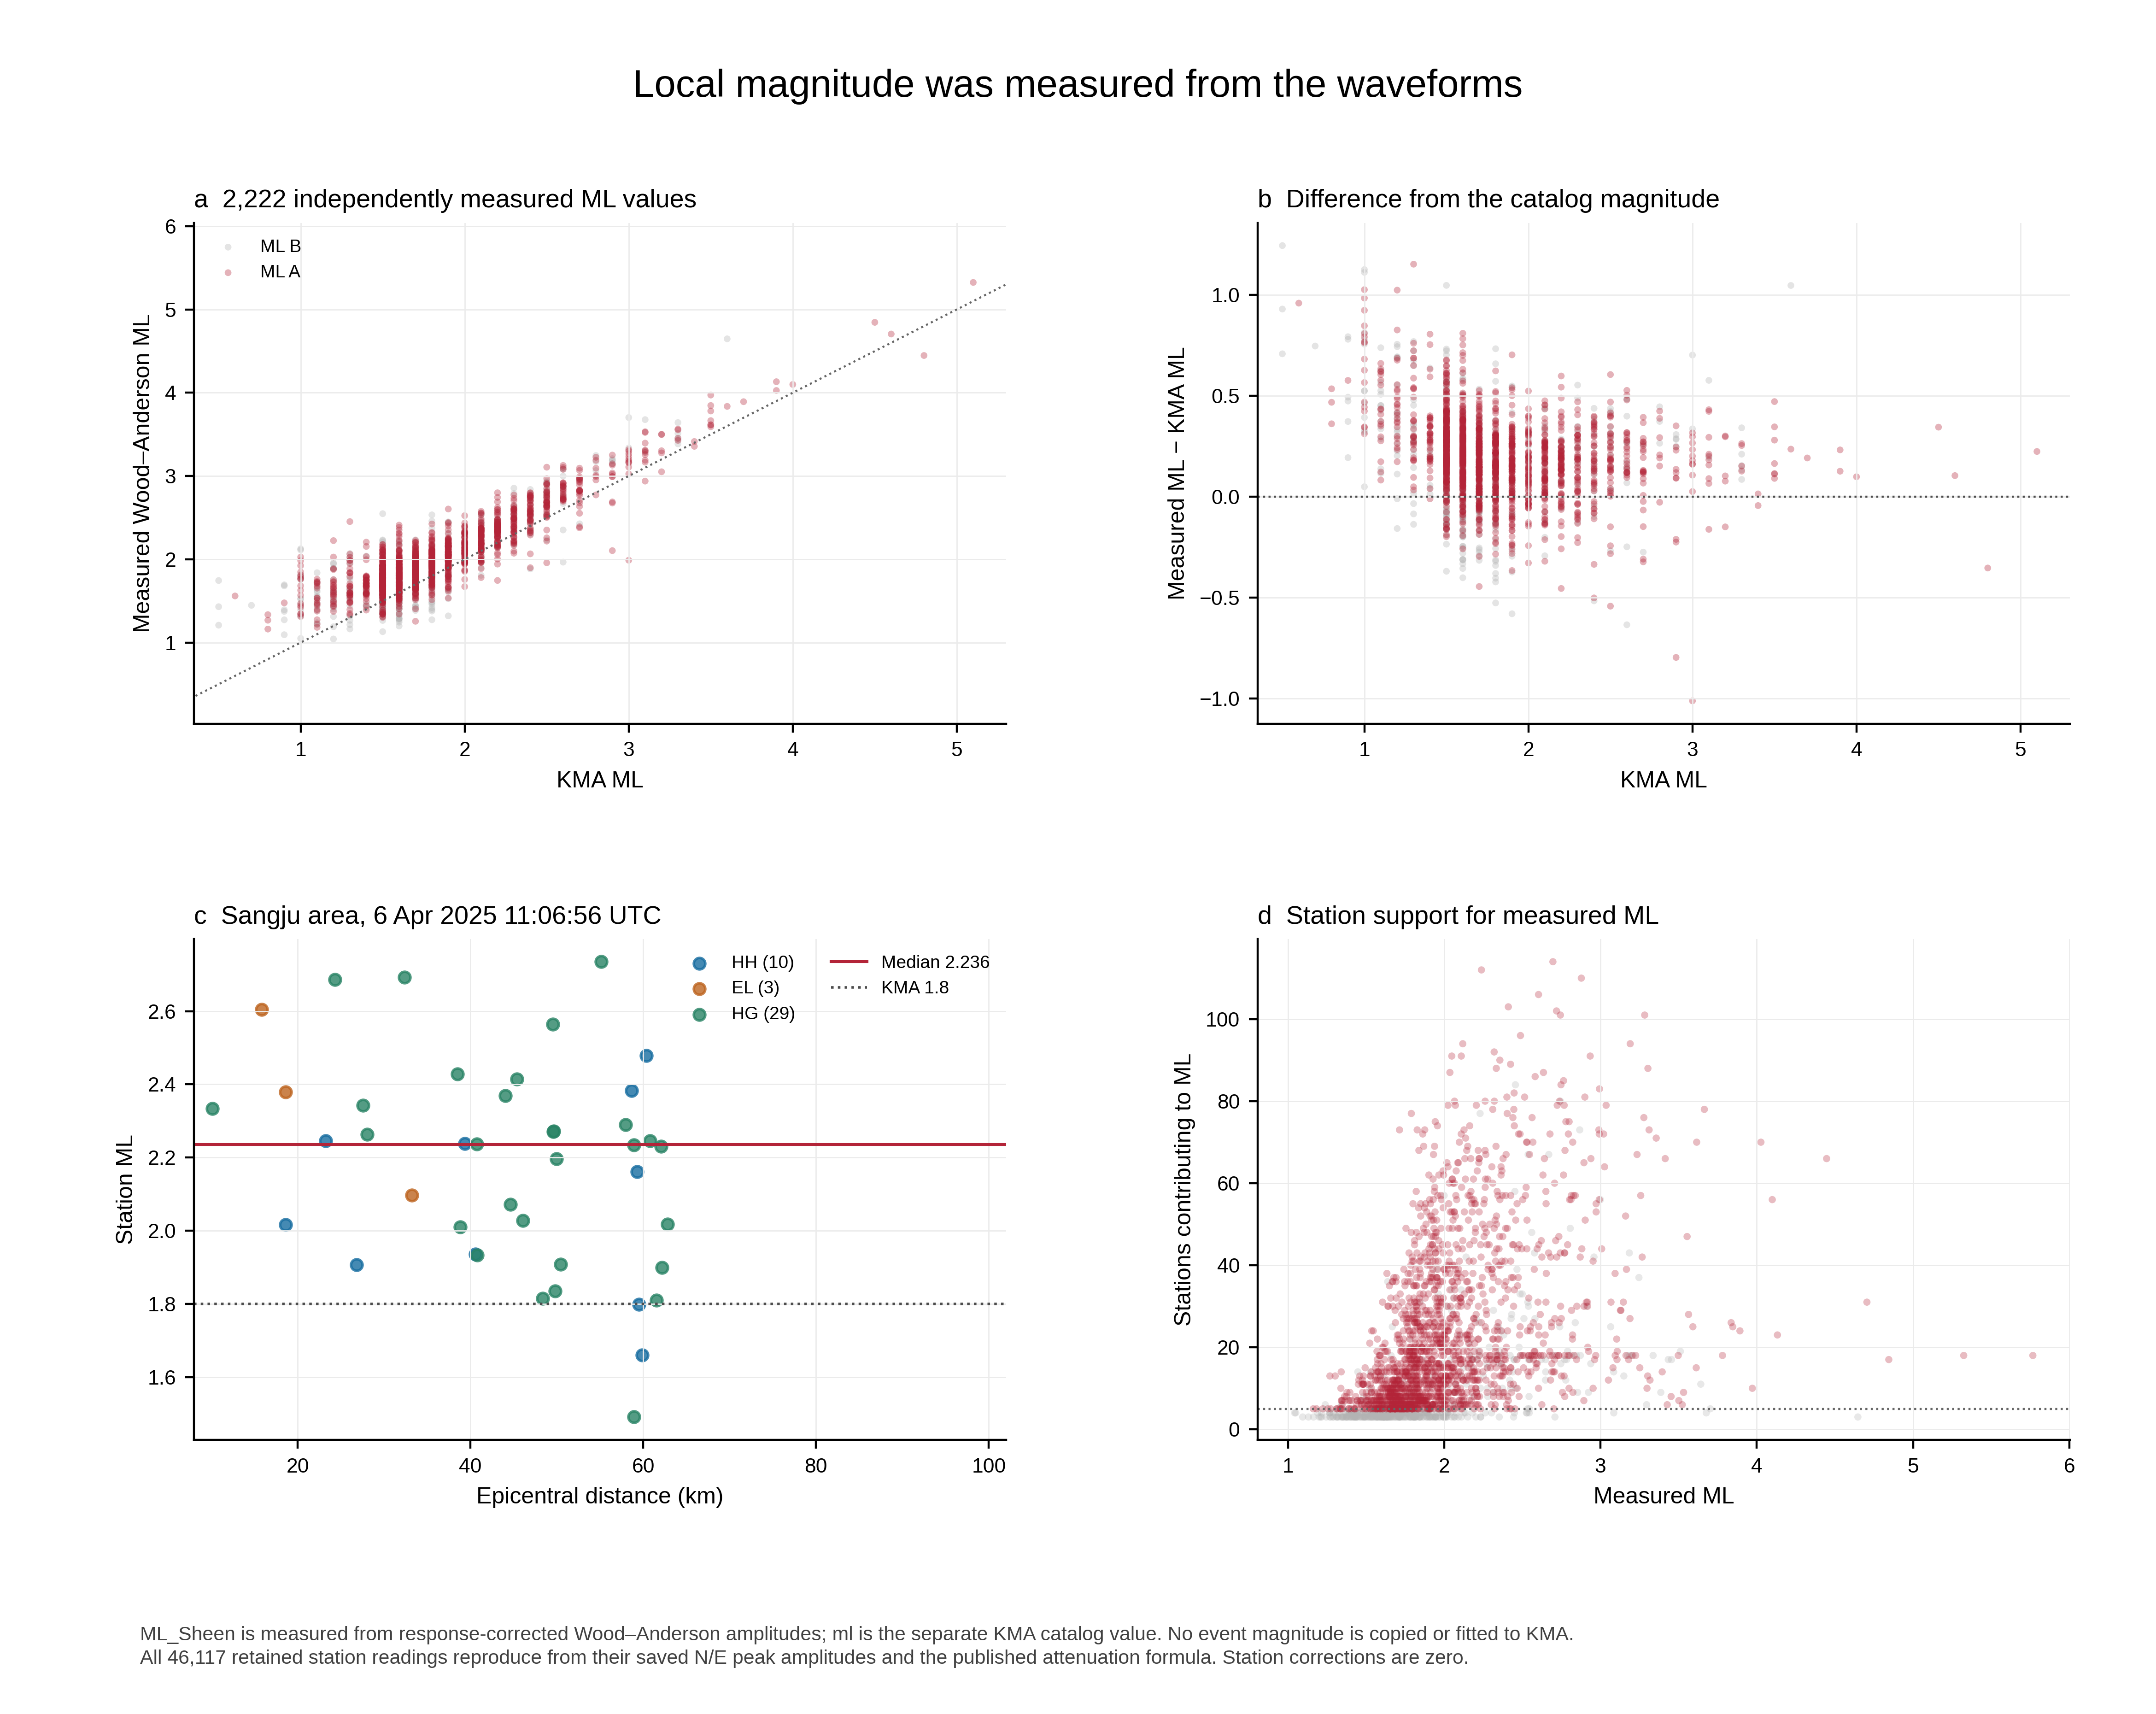 Local magnitude was measured from the waveforms
a 2,222 independently measured ML values
6
5
4
3
2
1
Measured Wood–Anderson ML
ML B
ML A
1 2 3 4 5
KMA ML
b Difference from the catalog magnitude
1.0
0.5
0.0
−0.5
−1.0
Measured ML − KMA ML
1 2 3 4 5
KMA ML
c Sangju area, 6 Apr 2025 11:06:56 UTC
2.6
2.4
2.2
2.0
1.8
1.6
Station ML
HH (10)
EL (3)
HG (29)
Median 2.236
KMA 1.8
20 40 60 80 100
Epicentral distance (km)
d Station support for measured ML
100
80
60
40
20
0
Stations contributing to ML
1 2 3 4 5 6
Measured ML
ML_Sheen is measured from response-corrected Wood–Anderson amplitudes; ml is the separate KMA catalog value. No event magnitude is copied or fitted to KMA.
All 46,117 retained station readings reproduce from their saved N/E peak amplitudes and the published attenuation formula. Station corrections are zero.